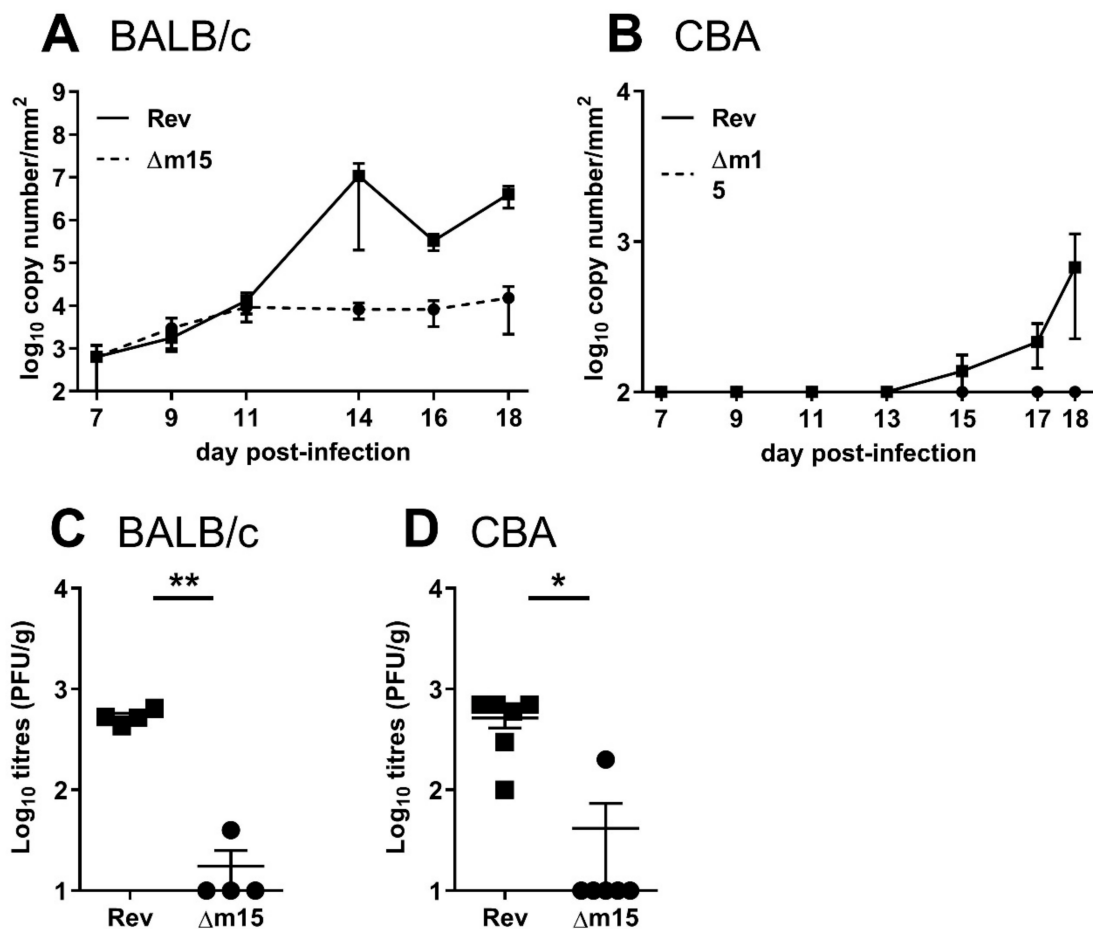 A BALB/c
9
8
7
6
5
4
3
2
log10 copy number/mm2
Rev
Δm15
7 9 11 14 16 18
day post-infection
B CBA
4
3
2
log10 copy number/mm2
Rev
Δm1
5
7 9 11 13 15 17 18
day post-infection
C BALB/c
**
4
3
2
1
Log10 titres (PFU/g)
Rev Δm15
D CBA
*
4
3
2
1
Log10 titres (PFU/g)
Rev Δm15